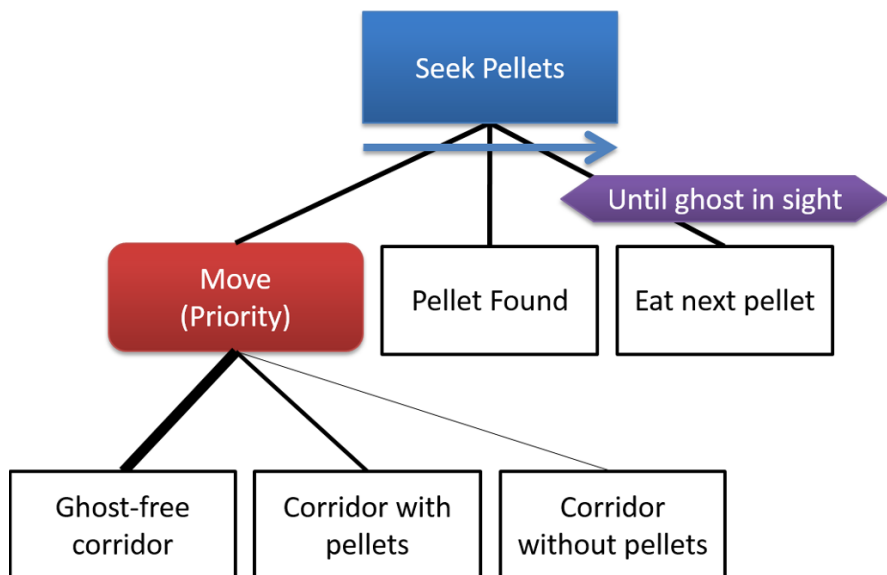 Seek Pellets
Until ghost in sight
Move
(Priority)
Pellet Found
Eat next pellet
Ghost-free
corridor
Corridor with
pellets
Corridor
without pellets